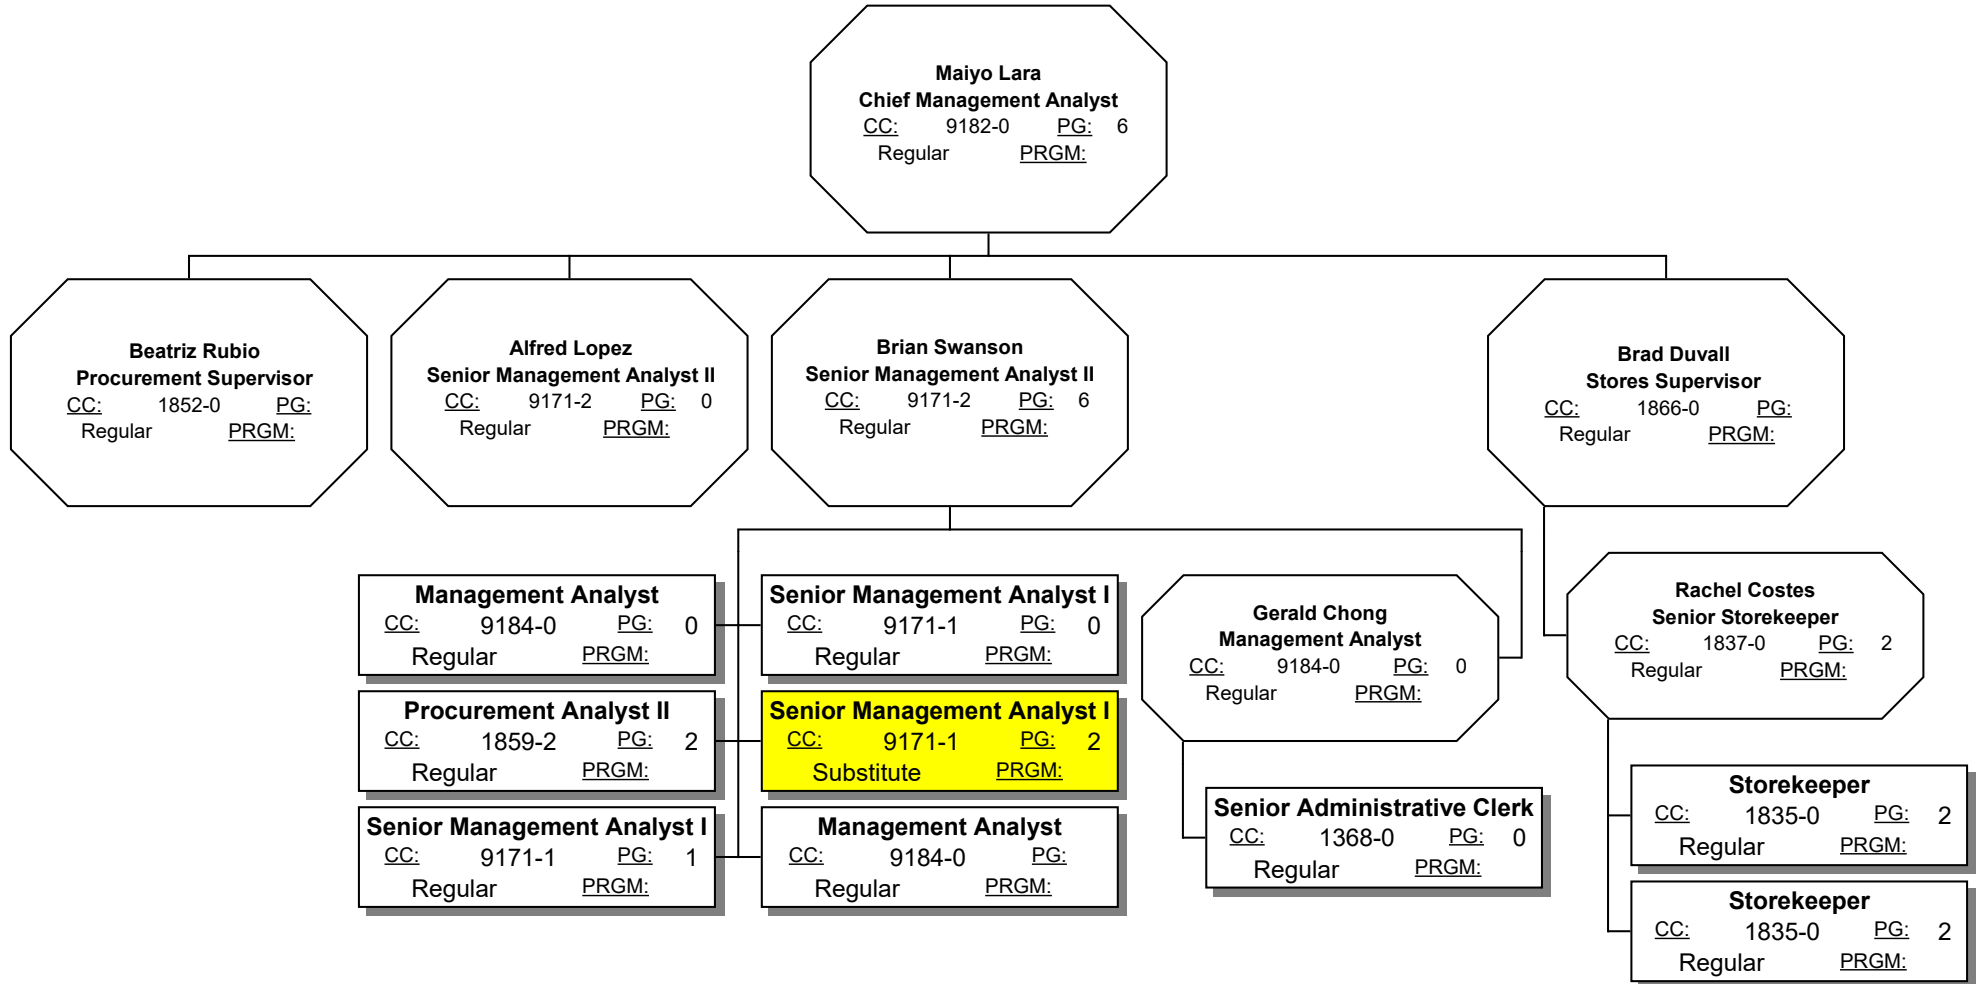 Maiyo Lara
Chief Management Analyst
CC: 9182-0 PG: 6
Regular PRGM:
Beatriz Rubio
Procurement Supervisor
CC: 1852-0 PG:
Regular PRGM:
Alfred Lopez
Senior Management Analyst II
CC: 9171-2 PG: 0
Regular PRGM:
Brian Swanson
Senior Management Analyst II
CC: 9171-2 PG: 6
Regular PRGM:
Brad Duvall
Stores Supervisor
CC: 1866-0 PG:
Regular PRGM:
Management Analyst
CC: 9184-0 PG: 0
Regular PRGM:
Senior Management Analyst I
CC: 9171-1 PG: 0
Regular PRGM:
Procurement Analyst II
CC: 1859-2 PG: 2
Regular PRGM:
Senior Management Analyst I
CC: 9171-1 PG: 2
Substitute PRGM:
Senior Management Analyst I
CC: 9171-1 PG: 1
Regular PRGM:
Management Analyst
CC: 9184-0 PG:
Regular PRGM:
Gerald Chong
Management Analyst
CC: 9184-0 PG: 0
Regular PRGM:
Senior Administrative Clerk
CC: 1368-0 PG: 0
Regular PRGM:
Rachel Costes
Senior Storekeeper
CC: 1837-0 PG: 2
Regular PRGM:
Storekeeper
CC: 1835-0 PG: 2
Regular PRGM:
Storekeeper
CC: 1835-0 PG: 2
Regular PRGM: